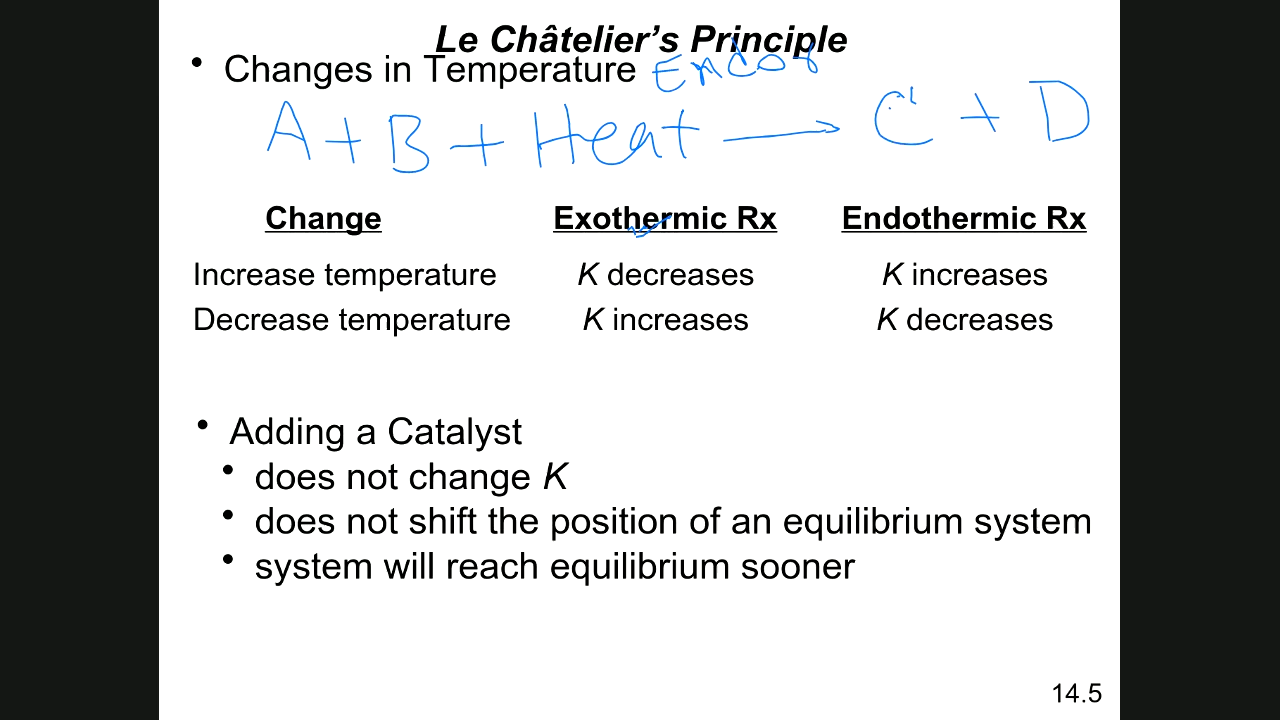 Le Châtelier’s Principle
• Changes in Temperature
A + B + Heat → C + D
Change Exothermic Rx Endothermic Rx
Increase temperature K decreases K increases
Decrease temperature K increases K decreases
• Adding a Catalyst
• does not change K
• does not shift the position of an equilibrium system
• system will reach equilibrium sooner
14.5